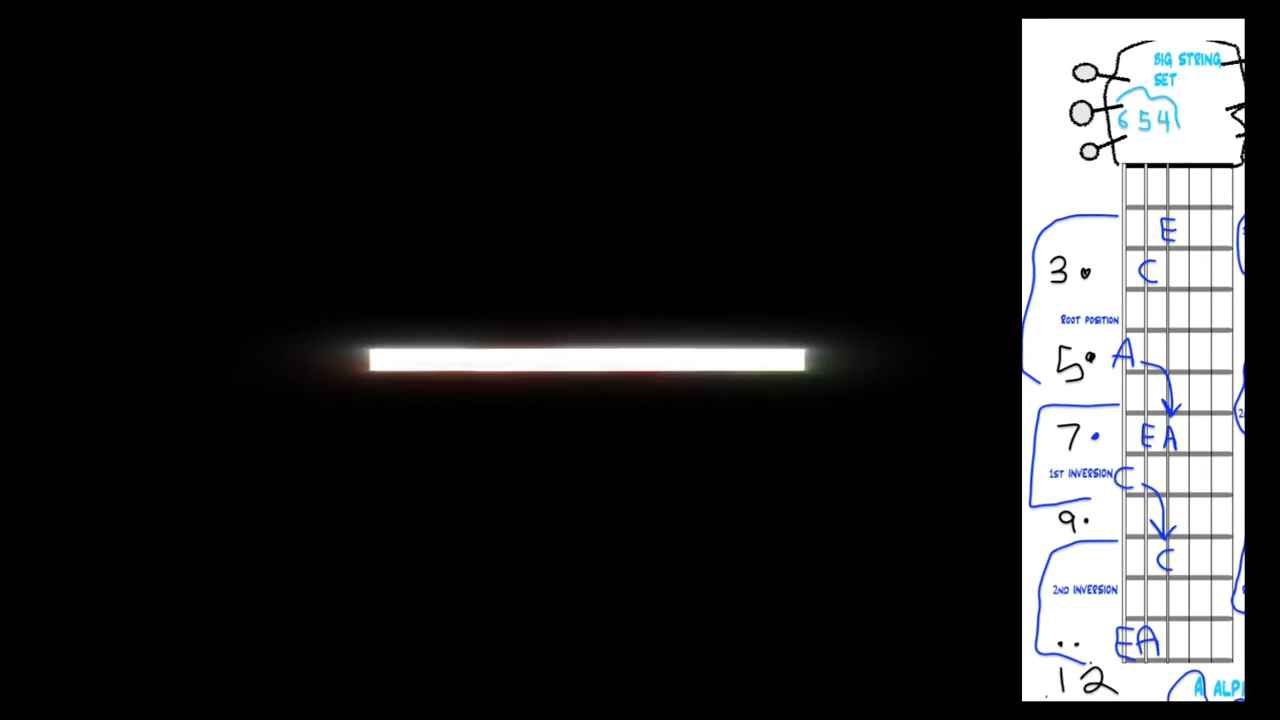 BIG STRING
SET
6 5 4
E
3 C
ROOT POSITION
5 A
7 E A
1ST INVERSION C
9
C
2ND INVERSION
E A
12